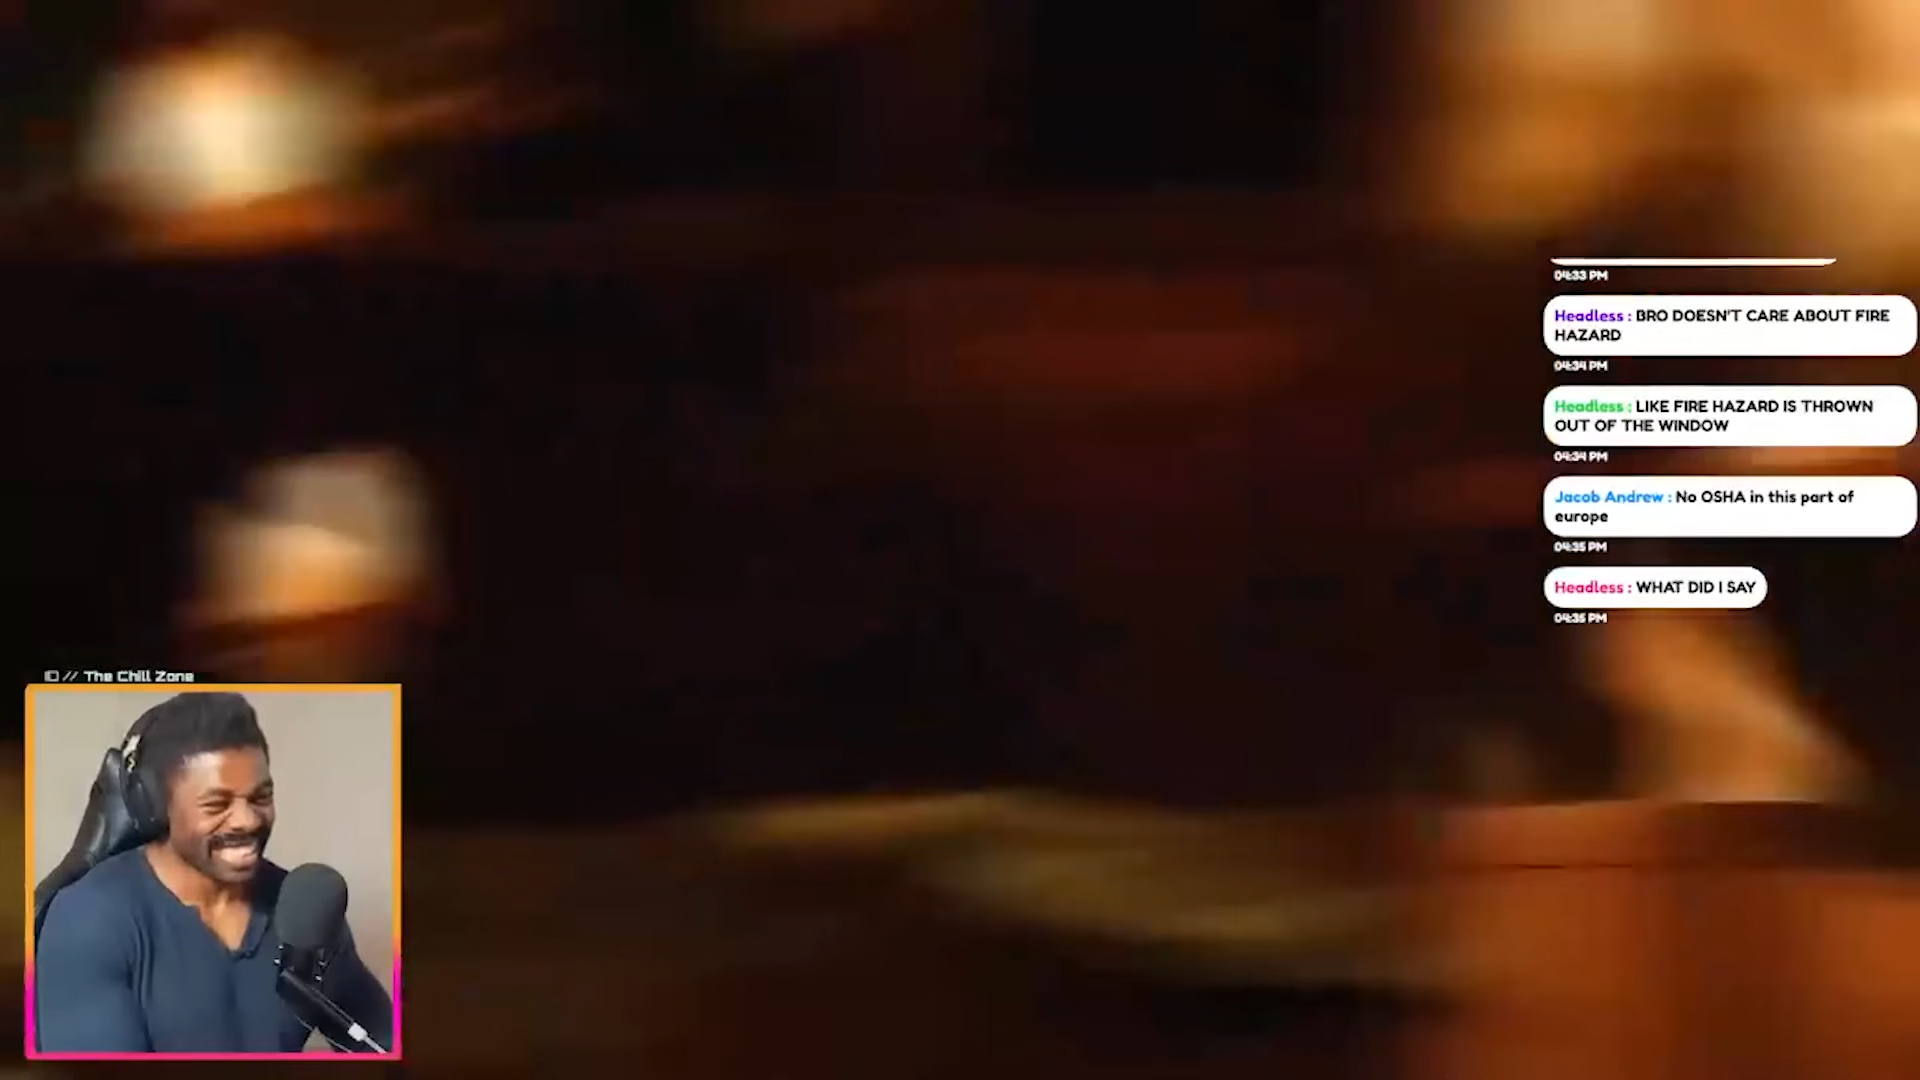 04:33 PM
Headless : BRO DOESN'T CARE ABOUT FIRE
HAZARD
04:34 PM
Headless : LIKE FIRE HAZARD IS THROWN
OUT OF THE WINDOW
04:34 PM
Jacob Andrew : No OSHA in this part of
europe
04:35 PM
Headless : WHAT DID I SAY
04:35 PM
// The Chill Zone